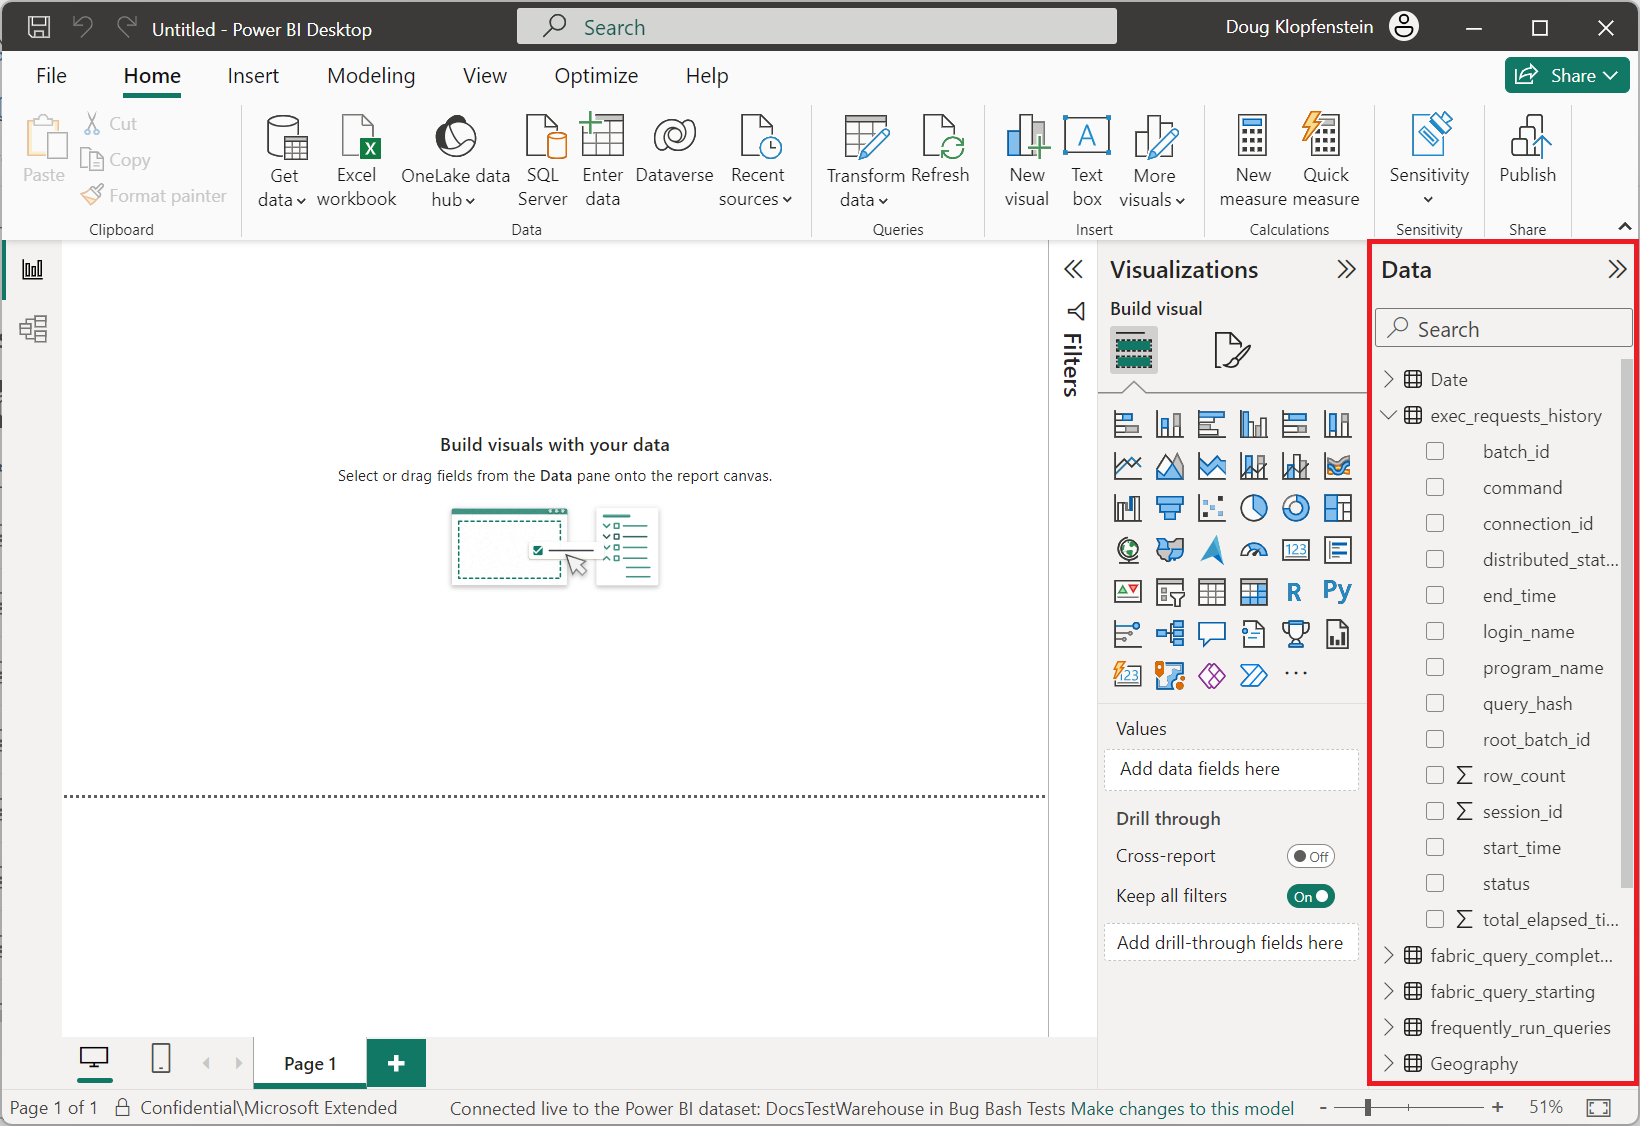 Untitled - Power BI Desktop
Search
Doug Klopfenstein
File
Home
Insert
Modeling
View
Optimize
Help
Share
Paste
Cut
Copy
Format painter
Clipboard
Get data
Excel workbook
OneLake data hub
SQL Server
Enter data
Dataverse
Recent sources
Data
Transform data
Refresh
Queries
New visual
Text box
More visuals
Insert
New measure
Quick measure
Calculations
Sensitivity
Sensitivity
Publish
Share
Build visuals with your data
Select or drag fields from the Data pane onto the report canvas.
Filters
Visualizations
Build visual
123
R
Py
123
Values
Add data fields here
Drill through
Cross-report
Off
Keep all filters
On
Add drill-through fields here
Data
Search
Date
exec_requests_history
batch_id
command
connection_id
distributed_stat...
end_time
login_name
program_name
query_hash
root_batch_id
∑ row_count
∑ session_id
start_time
status
∑ total_elapsed_ti...
fabric_query_complet...
fabric_query_starting
frequently_run_queries
Geography
Page 1
Page 1 of 1
Confidential\Microsoft Extended
Connected live to the Power BI dataset: DocsTestWarehouse in Bug Bash Tests Make changes to this model
- + 51%